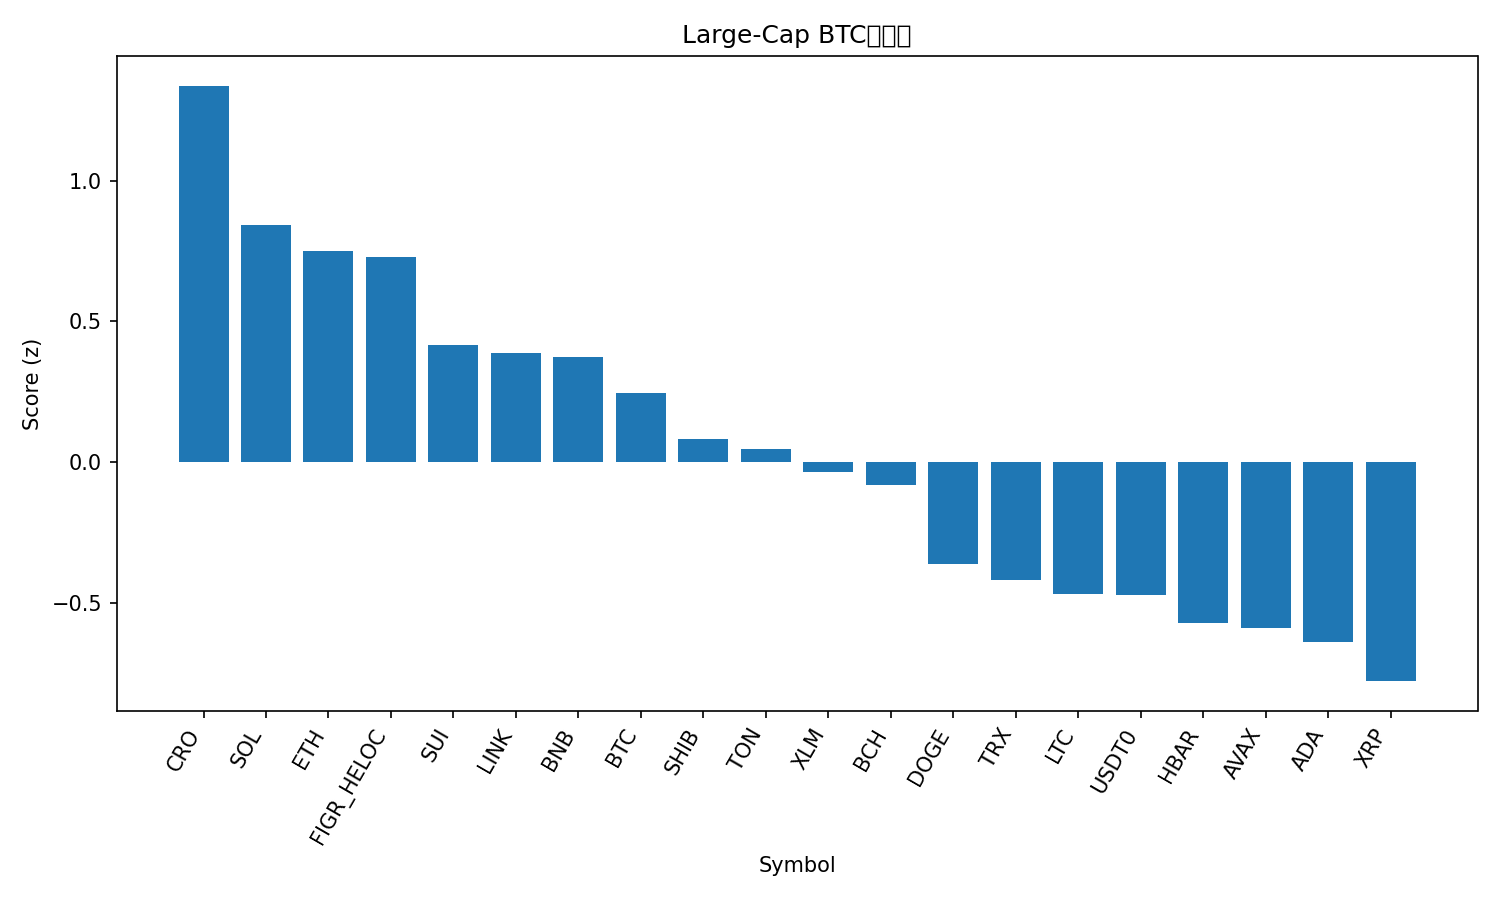 Large-Cap BTC
Score (z)
1.0
0.5
0.0
−0.5
CRO
SOL
ETH
FIGR_HELOC
SUI
LINK
BNB
BTC
SHIB
TON
XLM
BCH
DOGE
TRX
LTC
USDT0
HBAR
AVAX
ADA
XRP
Symbol